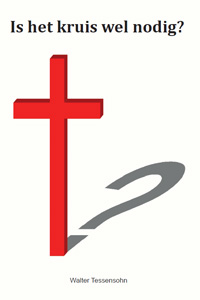 Is het kruis wel nodig?
Walter Tessensohn